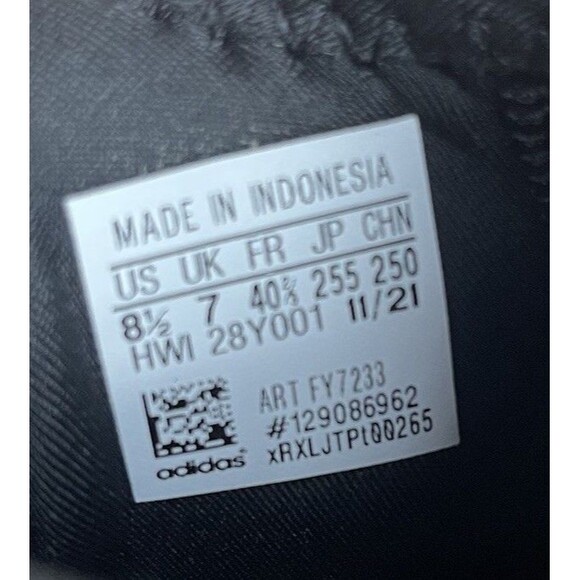 MADE IN INDONESIA
US UK FR JP CHN
8½ 7 40⅔ 255 250
HWI 28Y001 11/21
ART FY7233
#129086962
xRXLJTPt00265
adidas